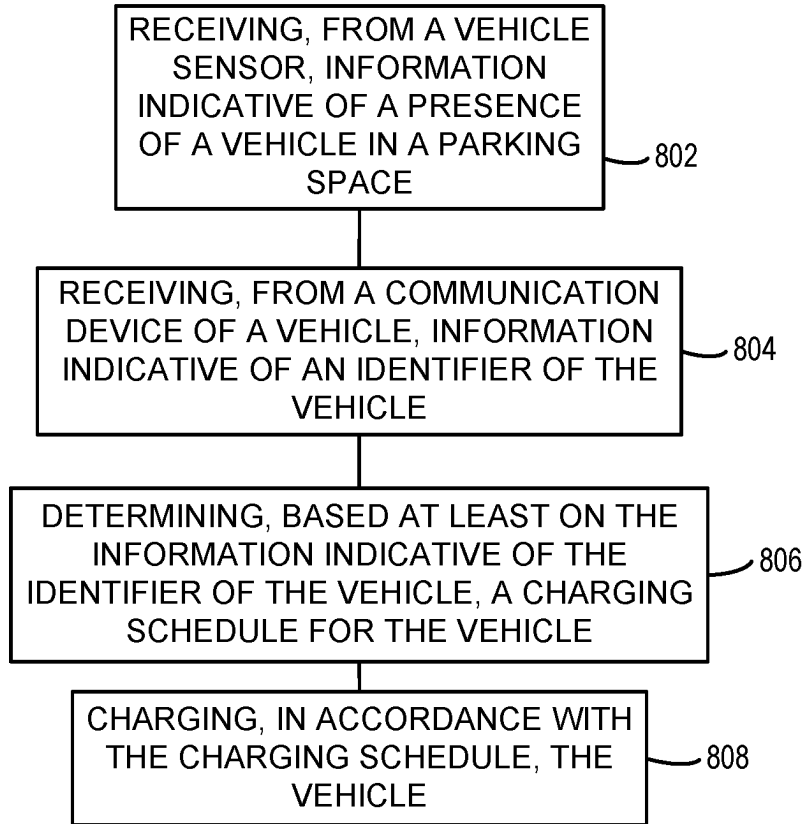 RECEIVING, FROM A VEHICLE
SENSOR, INFORMATION
INDICATIVE OF A PRESENCE
OF A VEHICLE IN A PARKING
SPACE
802
RECEIVING, FROM A COMMUNICATION
DEVICE OF A VEHICLE, INFORMATION
INDICATIVE OF AN IDENTIFIER OF THE
VEHICLE
804
DETERMINING, BASED AT LEAST ON THE
INFORMATION INDICATIVE OF THE
IDENTIFIER OF THE VEHICLE, A CHARGING
SCHEDULE FOR THE VEHICLE
806
CHARGING, IN ACCORDANCE WITH
THE CHARGING SCHEDULE, THE
VEHICLE
808